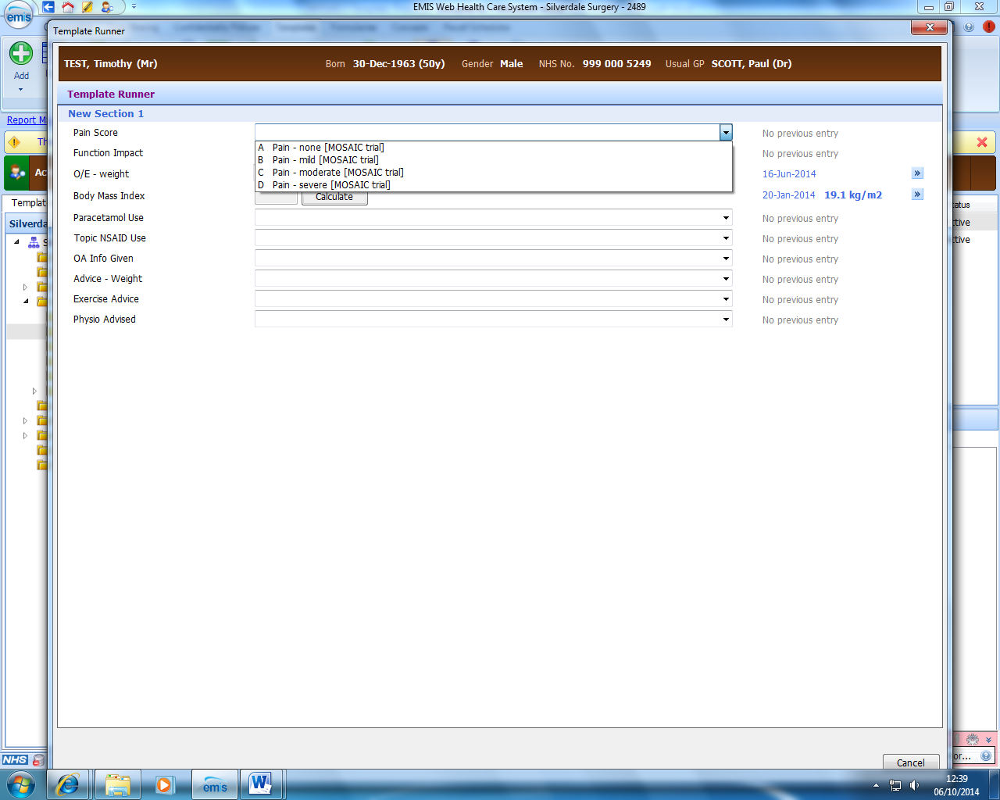 EMIS Web Health Care System - Silverdale Surgery - 2489
emis
Template Runner
Add
TEST, Timothy (Mr) Born 30-Dec-1963 (50y) Gender Male NHS No. 999 000 5249 Usual GP SCOTT, Paul (Dr)
Template Runner
New Section 1
Report M
Th
Ac
Templat
Silverda
S
Pain Score No previous entry
A Pain - none [MOSAIC trial]
B Pain - mild [MOSAIC trial]
C Pain - moderate [MOSAIC trial]
D Pain - severe [MOSAIC trial]
Function Impact No previous entry
O/E - weight 16-Jun-2014 »
Body Mass Index Calculate 20-Jan-2014 19.1 kg/m2 »
Paracetamol Use No previous entry
Topic NSAID Use No previous entry
OA Info Given No previous entry
Advice - Weight No previous entry
Exercise Advice No previous entry
Physio Advised No previous entry
tatus
ctive
ctive
Cancel
or...
NHS
emis
12:39
06/10/2014